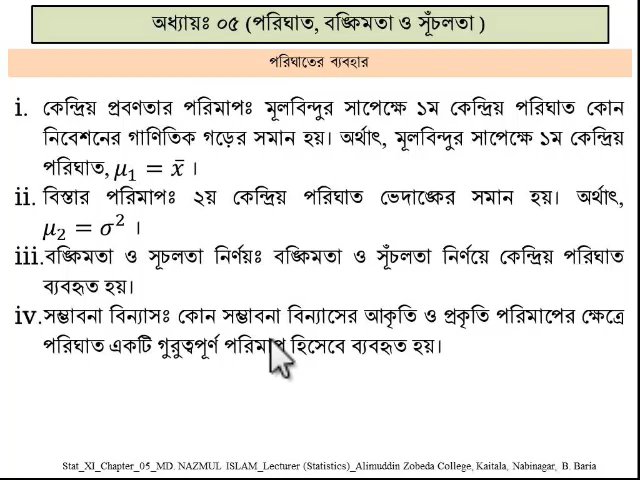 অধ্যায়ঃ ০৫ (পরিঘাত, বঙ্কিমতা ও সূঁচলতা )
পরিঘাতের ব্যবহার
i. কেন্দ্রিয় প্রবণতার পরিমাপঃ মূলবিন্দুর সাপেক্ষে ১ম কেন্দ্রিয় পরিঘাত কোন
নিবেশনের গাণিতিক গড়ের সমান হয়। অর্থাৎ, মূলবিন্দুর সাপেক্ষে ১ম কেন্দ্রিয়
পরিঘাত, μ₁ = x̄ ।
ii. বিস্তার পরিমাপঃ ২য় কেন্দ্রিয় পরিঘাত ভেদাঙ্কের সমান হয়। অর্থাৎ,
μ₂ = σ² ।
iii. বঙ্কিমতা ও সূচলতা নির্ণয়ঃ বঙ্কিমতা ও সূঁচলতা নির্ণয়ে কেন্দ্রিয় পরিঘাত
ব্যবহৃত হয়।
iv. সম্ভাবনা বিন্যাসঃ কোন সম্ভাবনা বিন্যাসের আকৃতি ও প্রকৃতি পরিমাপের ক্ষেত্রে
পরিঘাত একটি গুরুত্বপূর্ণ পরিমাপ হিসেবে ব্যবহৃত হয়।
Stat_XI_Chapter_05_MD. NAZMUL ISLAM_Lecturer (Statistics)_Alimuddin Zobeda College, Kaitala, Nabinagar, B. Baria